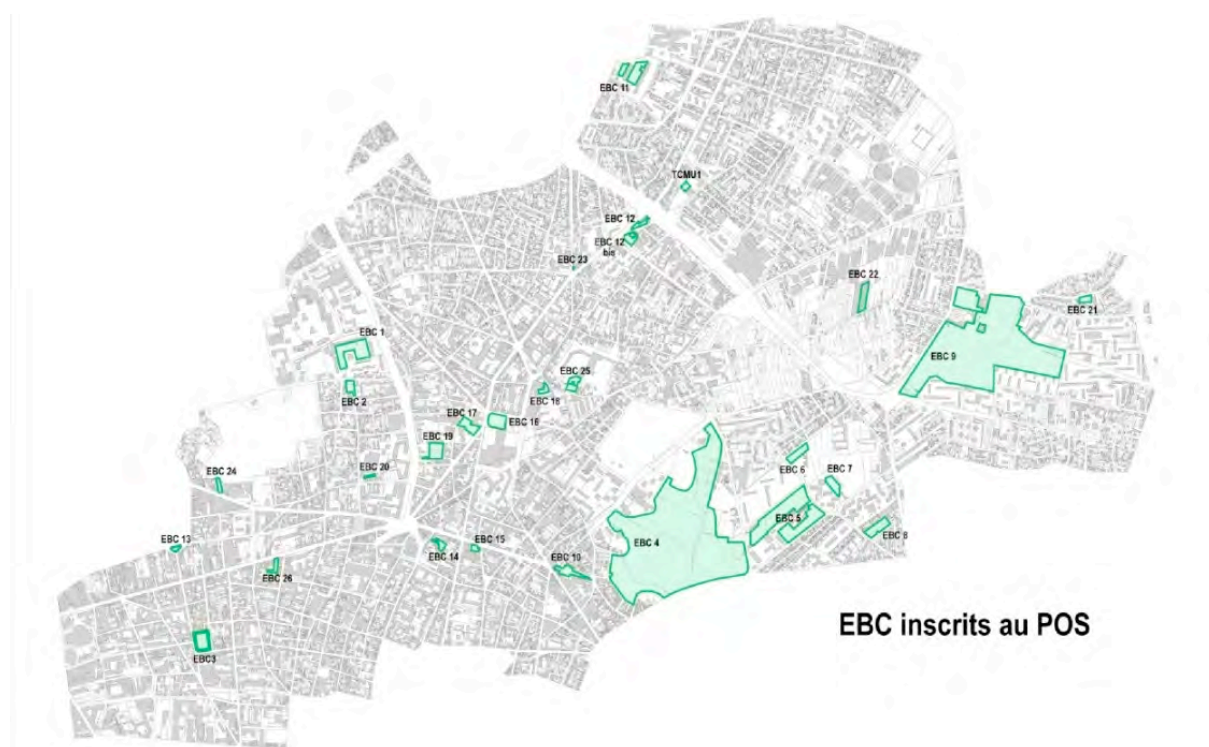 EBC 11
TCMU1
EBC 12
EBC 12
bis
EBC 23
EBC 22
EBC 21
EBC 1
EBC 9
EBC 25
EBC 2
EBC 18
EBC 17
EBC 16
EBC 19
EBC 6
EBC 7
EBC 24
EBC 20
EBC 5
EBC 8
EBC 13
EBC 15
EBC 4
EBC 14
EBC 10
EBC 26
EBC3
EBC inscrits au POS